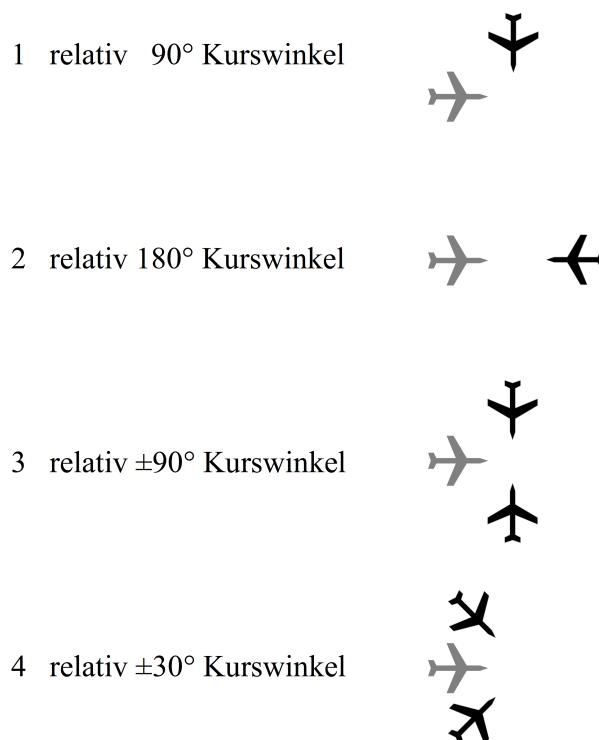 1 relativ 90° Kurswinkel
2 relativ 180° Kurswinkel
3 relativ ±90° Kurswinkel
4 relativ ±30° Kurswinkel